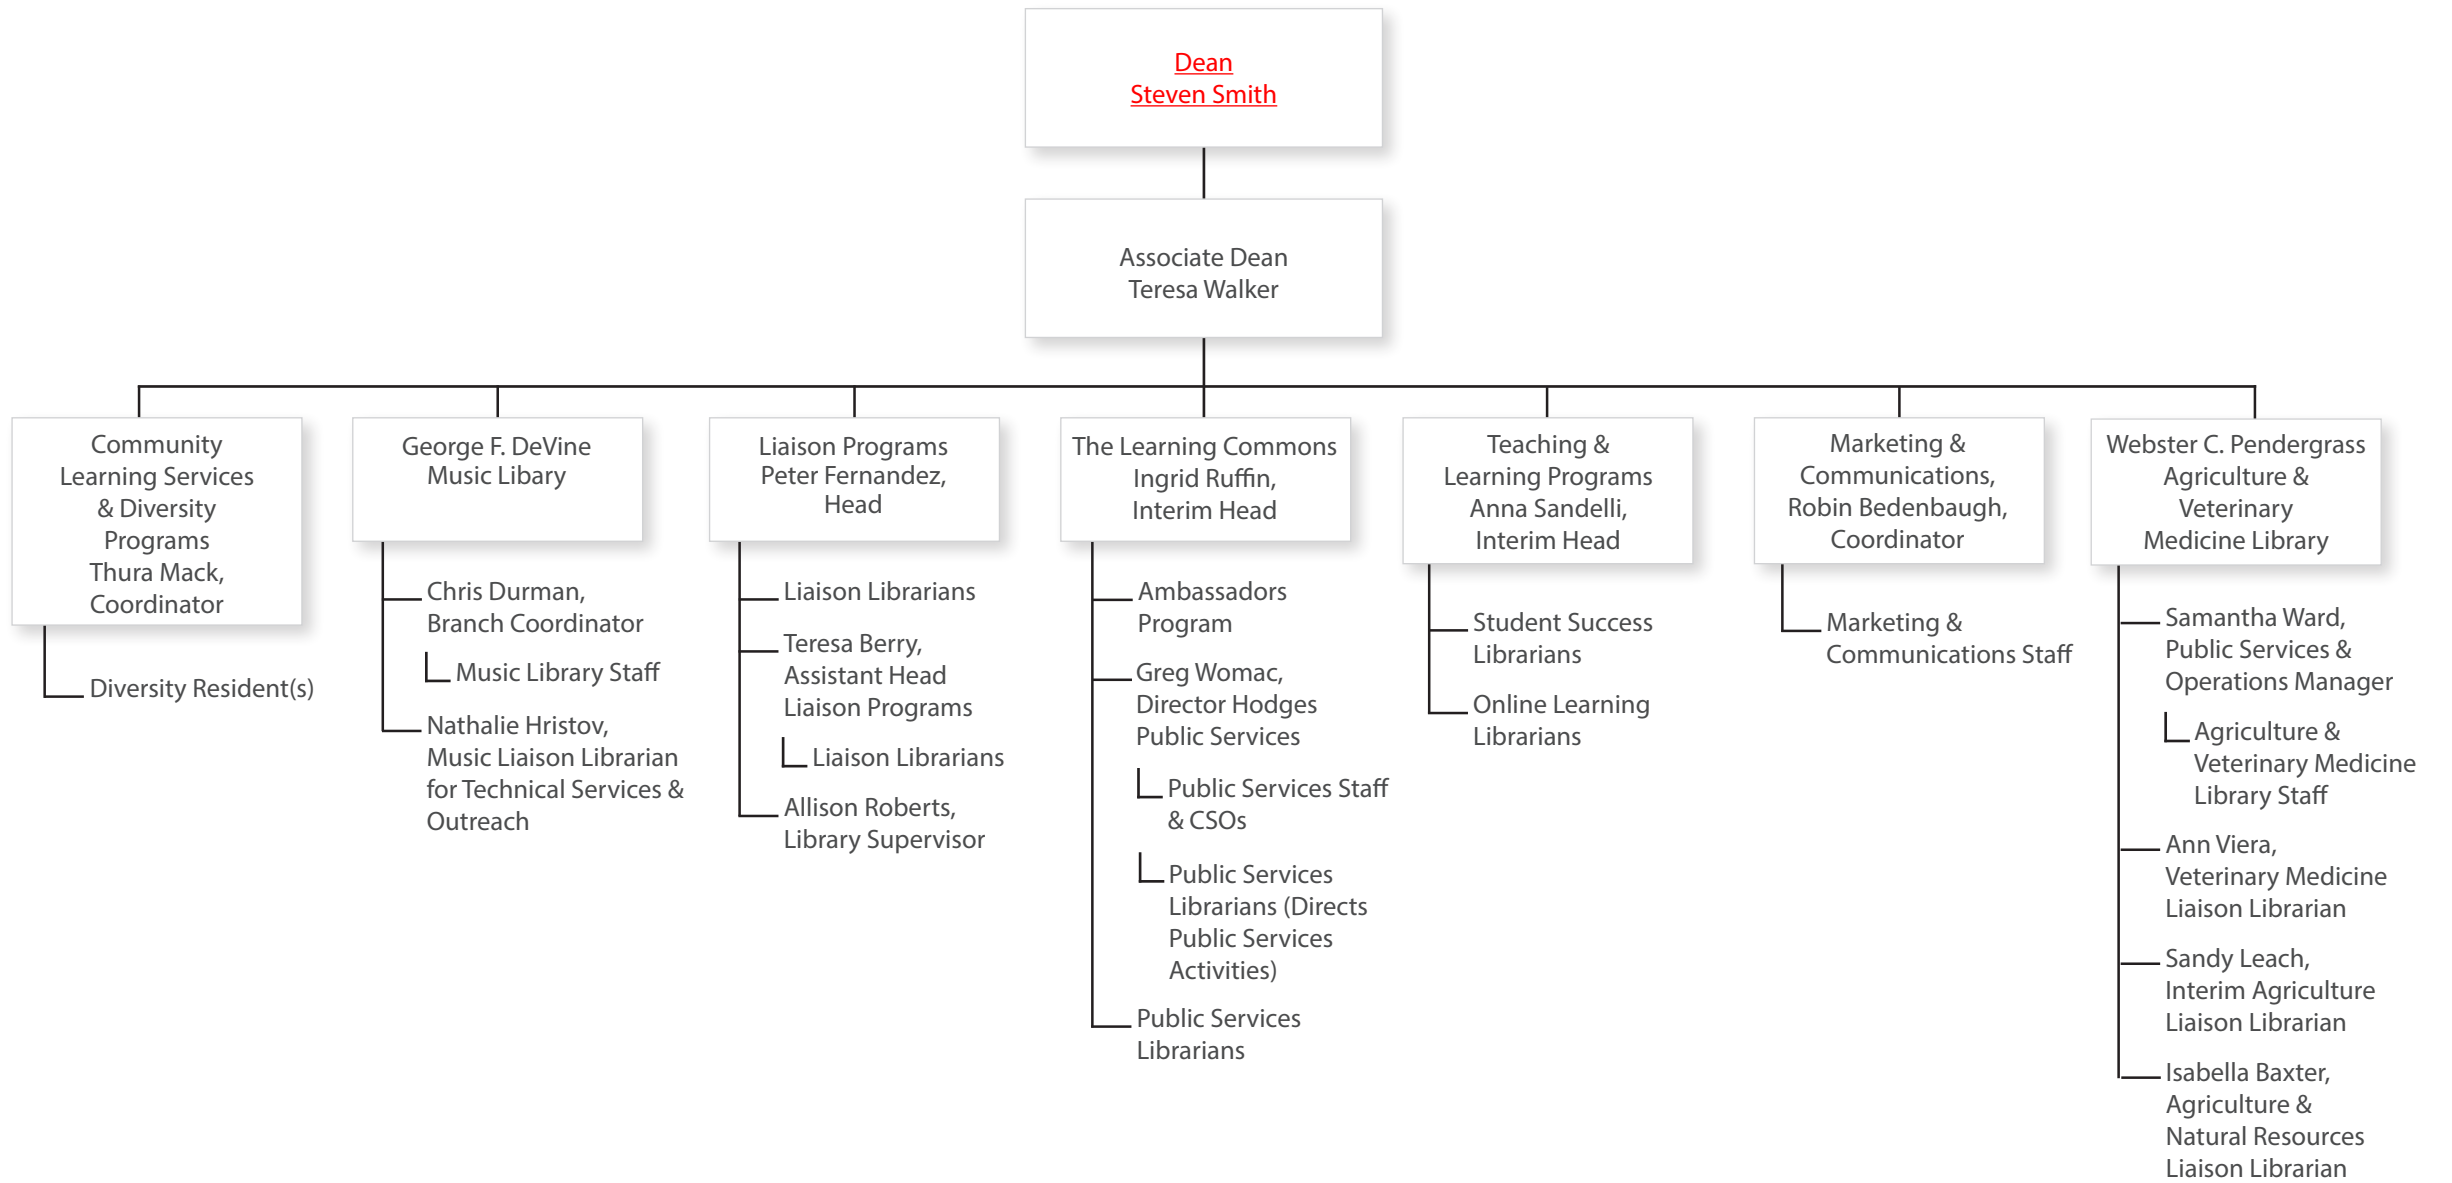 Dean
Steven Smith
Associate Dean
Teresa Walker
Community
Learning Services
& Diversity
Programs
Thura Mack,
Coordinator
Diversity Resident(s)
George F. DeVine
Music Libary
Chris Durman,
Branch Coordinator
Music Library Staff
Nathalie Hristov,
Music Liaison Librarian
for Technical Services &
Outreach
Liaison Programs
Peter Fernandez,
Head
Liaison Librarians
Teresa Berry,
Assistant Head
Liaison Programs
Liaison Librarians
Allison Roberts,
Library Supervisor
The Learning Commons
Ingrid Ruffin,
Interim Head
Ambassadors
Program
Greg Womac,
Director Hodges
Public Services
Public Services Staff
& CSOs
Public Services
Librarians (Directs
Public Services
Activities)
Public Services
Librarians
Teaching &
Learning Programs
Anna Sandelli,
Interim Head
Student Success
Librarians
Online Learning
Librarians
Marketing &
Communications,
Robin Bedenbaugh,
Coordinator
Marketing &
Communications Staff
Webster C. Pendergrass
Agriculture &
Veterinary
Medicine Library
Samantha Ward,
Public Services &
Operations Manager
Agriculture &
Veterinary Medicine
Library Staff
Ann Viera,
Veterinary Medicine
Liaison Librarian
Sandy Leach,
Interim Agriculture
Liaison Librarian
Isabella Baxter,
Agriculture &
Natural Resources
Liaison Librarian